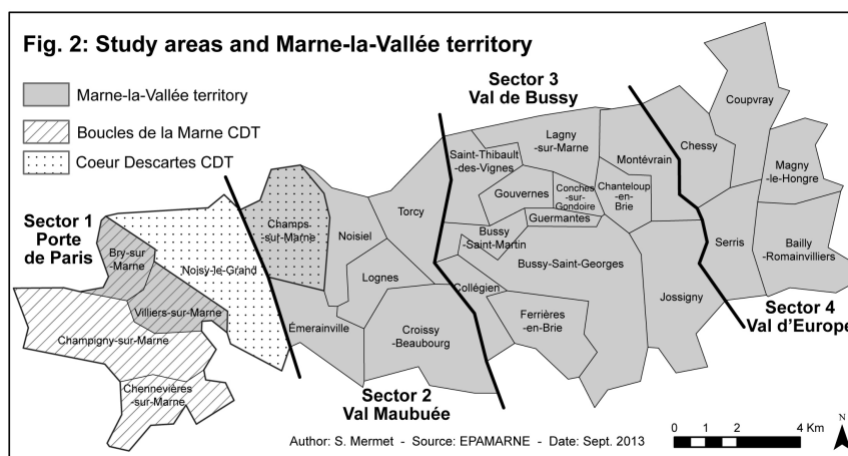 Fig. 2: Study areas and Marne-la-Vallée territory
Marne-la-Vallée territory
Boucles de la Marne CDT
Coeur Descartes CDT
Sector 1
Porte
de Paris
Bry-sur
-Marne
Noisy-le-Grand
Villiers-sur-Marne
Champigny-sur-Marne
Chennevières
-sur-Marne
Champs
-sur-Marne
Noisiel
Torcy
Lognes
Émerainville
Croissy
-Beaubourg
Sector 2
Val Maubuée
Sector 3
Val de Bussy
Saint-Thibault
-des-Vignes
Lagny
-sur-Marne
Montévrain
Gouvernes
Conches
-sur-
Gondoire
Chanteloup
-en-
Brie
Guermantes
Bussy
-Saint-Martin
Bussy-Saint-Georges
Collégien
Ferrières
-en-Brie
Jossigny
Coupvray
Chessy
Magny
-le-Hongre
Serris
Bailly
-Romainvilliers
Sector 4
Val d'Europe
Author: S. Mermet - Source: EPAMARNE - Date: Sept. 2013
0 1 2 4 Km
N